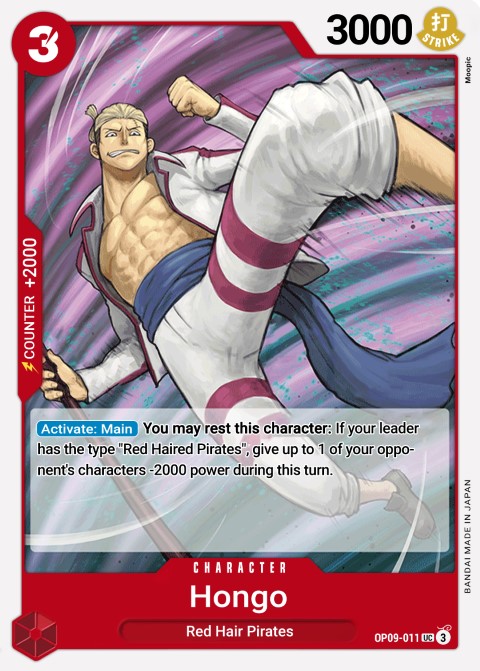 3
3000
打
STRIKE
Moopic
COUNTER +2000
Activate: Main You may rest this character: If your leader
has the type "Red Haired Pirates", give up to 1 of your oppo-
nent's characters -2000 power during this turn.
BANDAI MADE IN JAPAN
CHARACTER
Hongo
Red Hair Pirates
OP09-011 UC 3